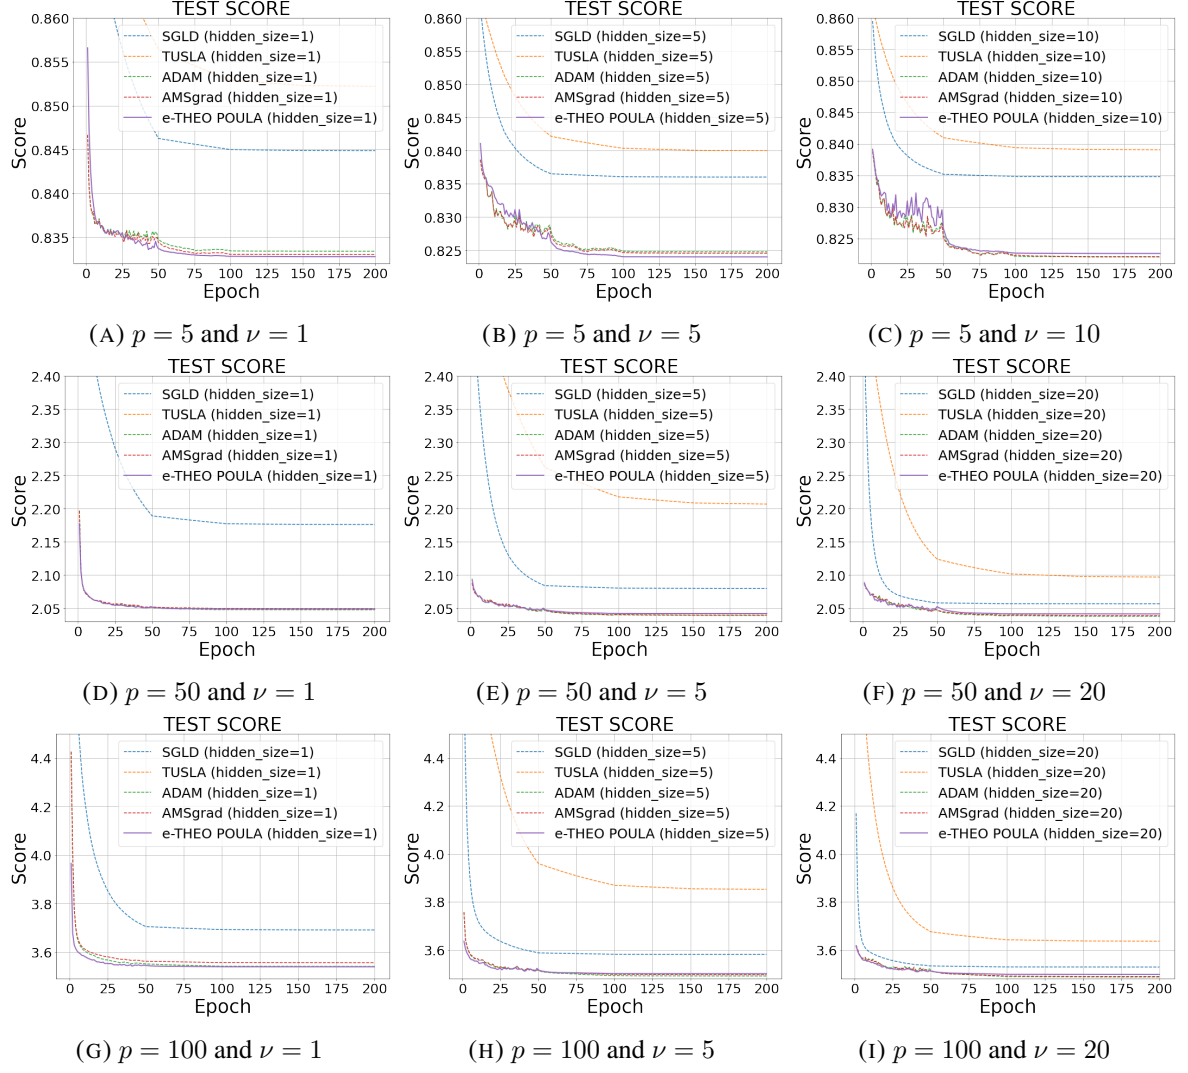 TEST SCORE
0.860
0.855
0.850
0.845
0.840
0.835
Score
SGLD (hidden_size=1)
TUSLA (hidden_size=1)
ADAM (hidden_size=1)
AMSgrad (hidden_size=1)
e-THEO POULA (hidden_size=1)
0 25 50 75 100 125 150 175 200
Epoch
(A) p = 5 and ν = 1
TEST SCORE
0.860
0.855
0.850
0.845
0.840
0.835
0.830
0.825
Score
SGLD (hidden_size=5)
TUSLA (hidden_size=5)
ADAM (hidden_size=5)
AMSgrad (hidden_size=5)
e-THEO POULA (hidden_size=5)
0 25 50 75 100 125 150 175 200
Epoch
(B) p = 5 and ν = 5
TEST SCORE
0.860
0.855
0.850
0.845
0.840
0.835
0.830
0.825
Score
SGLD (hidden_size=10)
TUSLA (hidden_size=10)
ADAM (hidden_size=10)
AMSgrad (hidden_size=10)
e-THEO POULA (hidden_size=10)
0 25 50 75 100 125 150 175 200
Epoch
(C) p = 5 and ν = 10
TEST SCORE
2.40
2.35
2.30
2.25
2.20
2.15
2.10
2.05
Score
SGLD (hidden_size=1)
TUSLA (hidden_size=1)
ADAM (hidden_size=1)
AMSgrad (hidden_size=1)
e-THEO POULA (hidden_size=1)
0 25 50 75 100 125 150 175 200
Epoch
(D) p = 50 and ν = 1
TEST SCORE
2.40
2.35
2.30
2.25
2.20
2.15
2.10
2.05
Score
SGLD (hidden_size=5)
TUSLA (hidden_size=5)
ADAM (hidden_size=5)
AMSgrad (hidden_size=5)
e-THEO POULA (hidden_size=5)
0 25 50 75 100 125 150 175 200
Epoch
(E) p = 50 and ν = 5
TEST SCORE
2.40
2.35
2.30
2.25
2.20
2.15
2.10
2.05
Score
SGLD (hidden_size=20)
TUSLA (hidden_size=20)
ADAM (hidden_size=20)
AMSgrad (hidden_size=20)
e-THEO POULA (hidden_size=20)
0 25 50 75 100 125 150 175 200
Epoch
(F) p = 50 and ν = 20
TEST SCORE
4.4
4.2
4.0
3.8
3.6
Score
SGLD (hidden_size=1)
TUSLA (hidden_size=1)
ADAM (hidden_size=1)
AMSgrad (hidden_size=1)
e-THEO POULA (hidden_size=1)
0 25 50 75 100 125 150 175 200
Epoch
(G) p = 100 and ν = 1
TEST SCORE
4.4
4.2
4.0
3.8
3.6
Score
SGLD (hidden_size=5)
TUSLA (hidden_size=5)
ADAM (hidden_size=5)
AMSgrad (hidden_size=5)
e-THEO POULA (hidden_size=5)
0 25 50 75 100 125 150 175 200
Epoch
(H) p = 100 and ν = 5
TEST SCORE
4.4
4.2
4.0
3.8
3.6
Score
SGLD (hidden_size=20)
TUSLA (hidden_size=20)
ADAM (hidden_size=20)
AMSgrad (hidden_size=20)
e-THEO POULA (hidden_size=20)
0 25 50 75 100 125 150 175 200
Epoch
(I) p = 100 and ν = 20